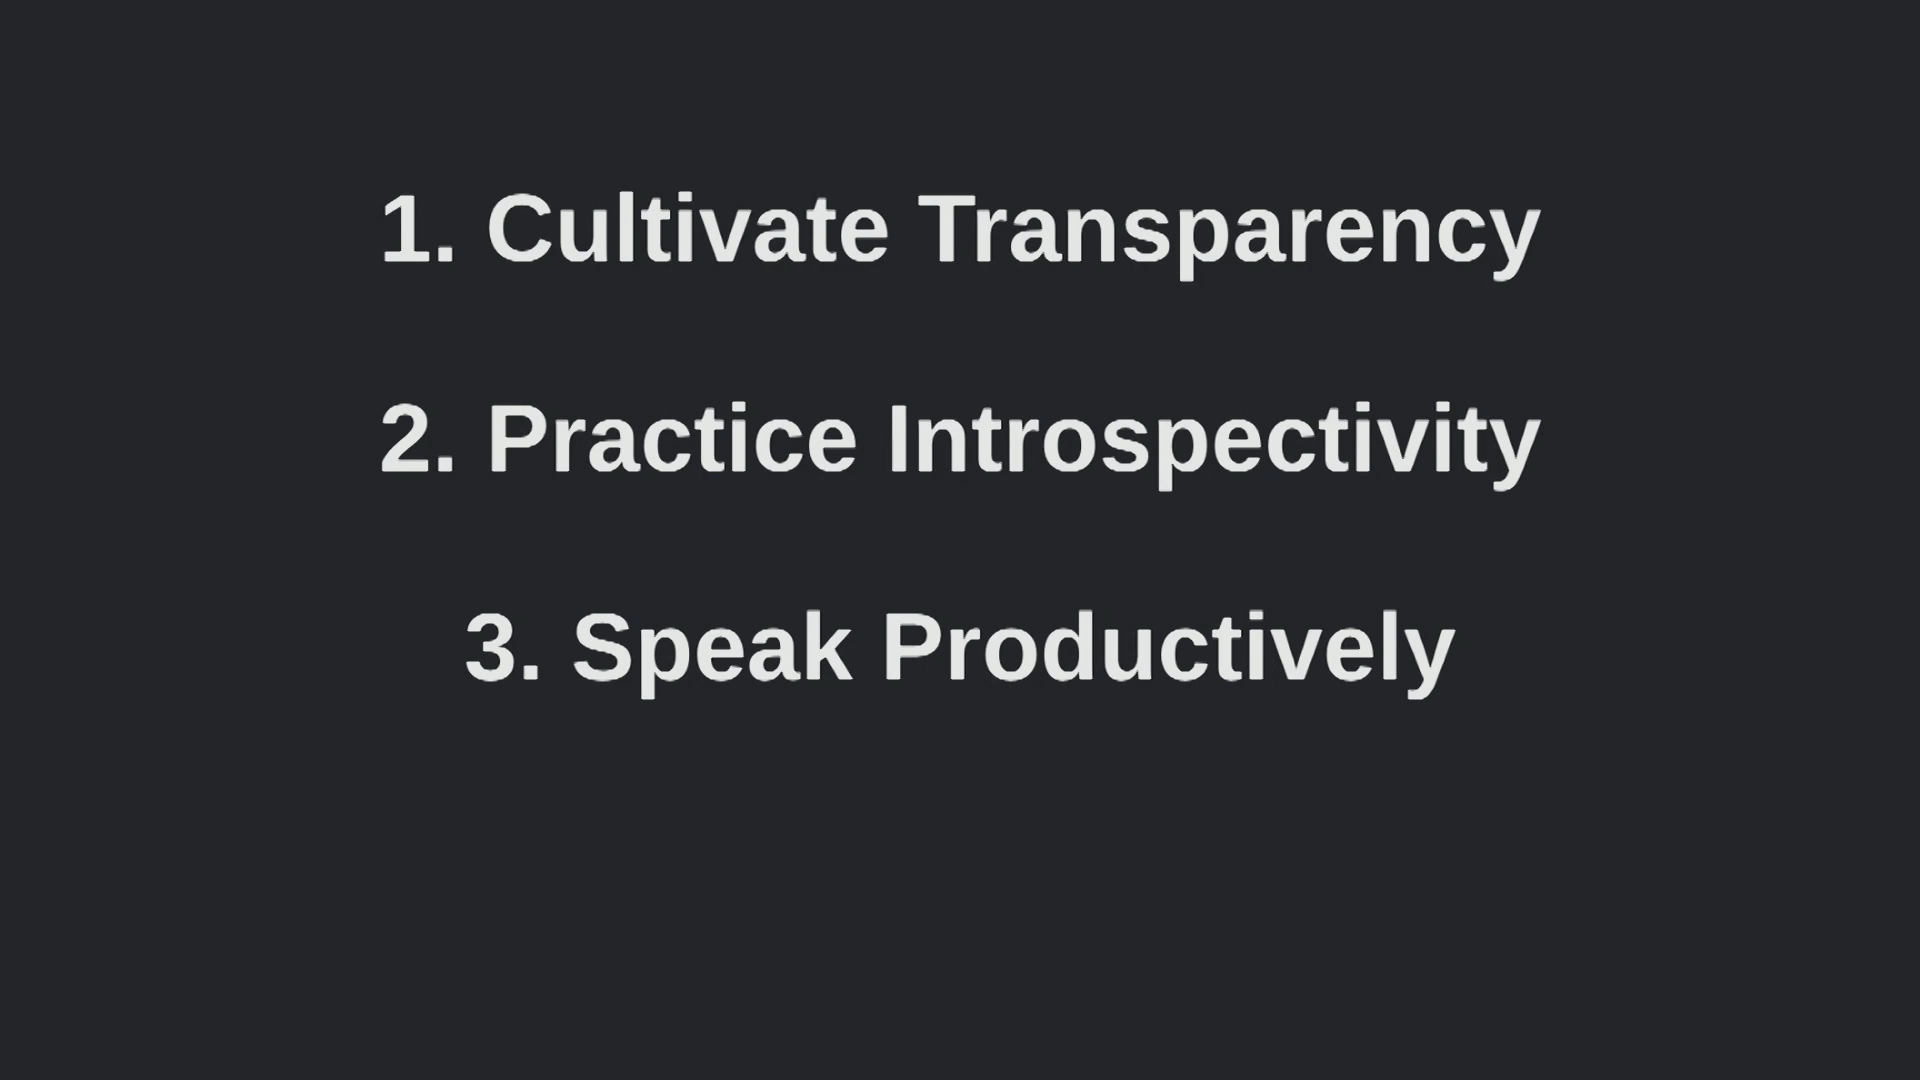 1. Cultivate Transparency
2. Practice Introspectivity
3. Speak Productively